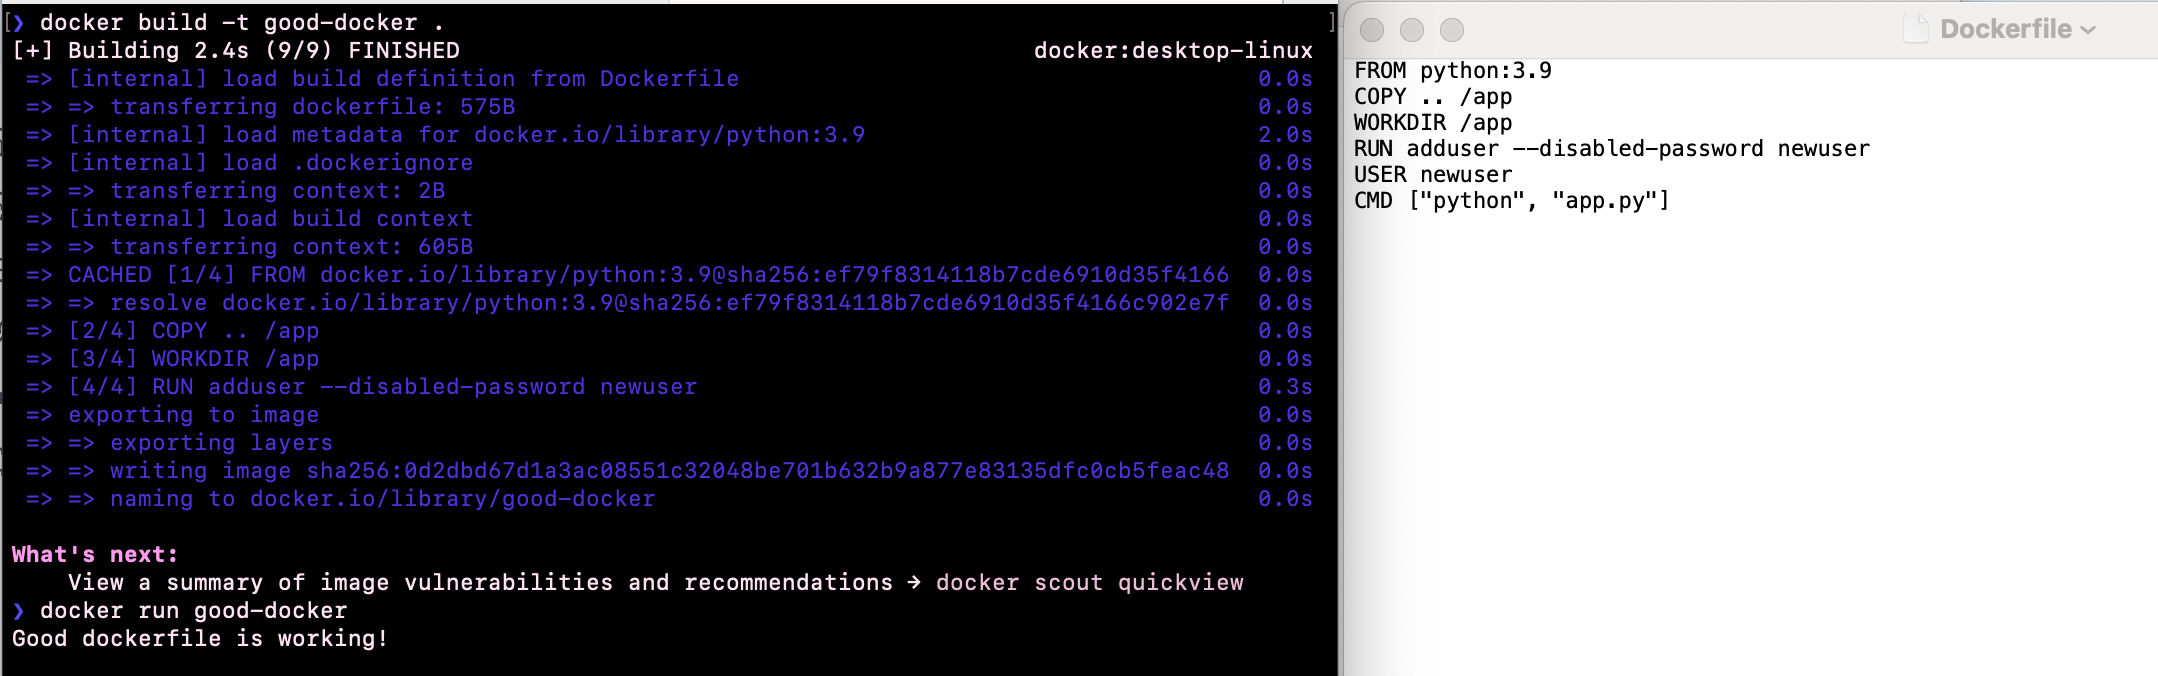 [❯ docker build -t good-docker . ]
[+] Building 2.4s (9/9) FINISHED docker:desktop-linux
=> [internal] load build definition from Dockerfile 0.0s
=> => transferring dockerfile: 575B 0.0s
=> [internal] load metadata for docker.io/library/python:3.9 2.0s
=> [internal] load .dockerignore 0.0s
=> => transferring context: 2B 0.0s
=> [internal] load build context 0.0s
=> => transferring context: 605B 0.0s
=> CACHED [1/4] FROM docker.io/library/python:3.9@sha256:ef79f8314118b7cde6910d35f4166 0.0s
=> => resolve docker.io/library/python:3.9@sha256:ef79f8314118b7cde6910d35f4166c902e7f 0.0s
=> [2/4] COPY .. /app 0.0s
=> [3/4] WORKDIR /app 0.0s
=> [4/4] RUN adduser --disabled-password newuser 0.3s
=> exporting to image 0.0s
=> => exporting layers 0.0s
=> => writing image sha256:0d2dbd67d1a3ac08551c32048be701b632b9a877e83135dfc0cb5feac48 0.0s
=> => naming to docker.io/library/good-docker 0.0s
What's next:
View a summary of image vulnerabilities and recommendations → docker scout quickview
❯ docker run good-docker
Good dockerfile is working!
Dockerfile
FROM python:3.9
COPY .. /app
WORKDIR /app
RUN adduser --disabled-password newuser
USER newuser
CMD ["python", "app.py"]